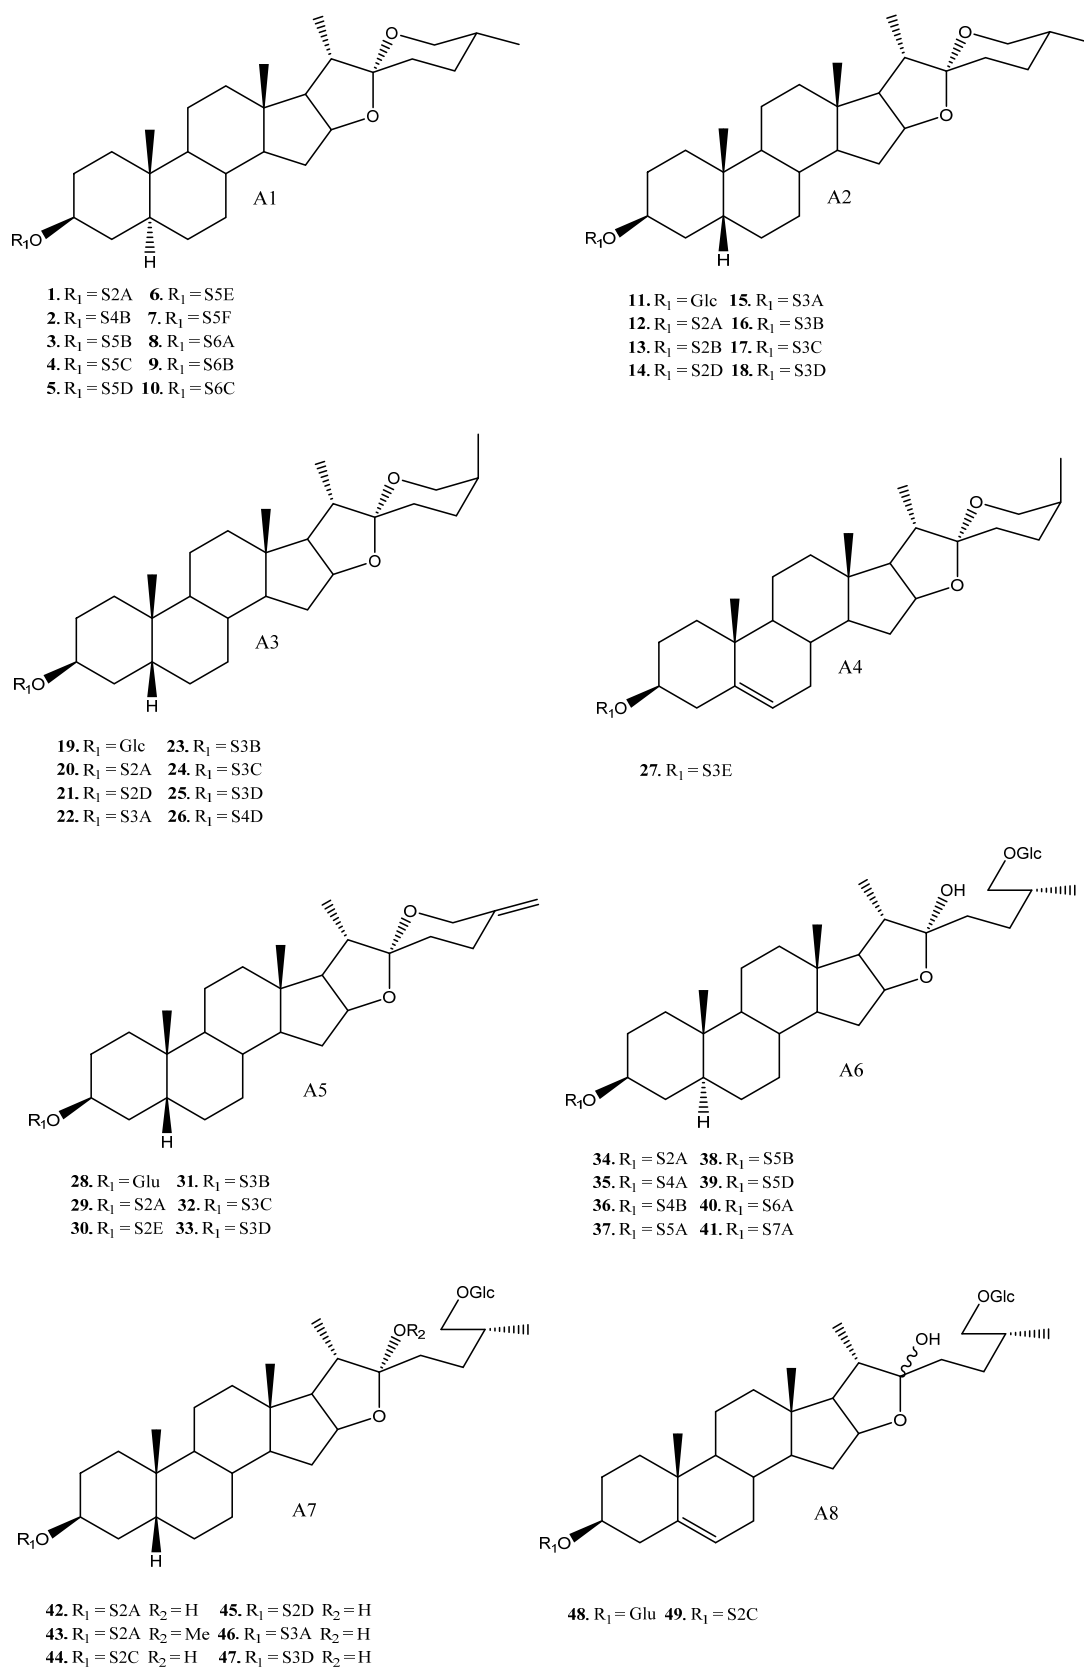 O
O
A1
R1O
H
1. R1 = S2A 6. R1 = S5E
2. R1 = S4B 7. R1 = S5F
3. R1 = S5B 8. R1 = S6A
4. R1 = S5C 9. R1 = S6B
5. R1 = S5D 10. R1 = S6C
O
O
A2
R1O
H
11. R1 = Glc 15. R1 = S3A
12. R1 = S2A 16. R1 = S3B
13. R1 = S2B 17. R1 = S3C
14. R1 = S2D 18. R1 = S3D
O
O
A3
R1O
H
19. R1 = Glc 23. R1 = S3B
20. R1 = S2A 24. R1 = S3C
21. R1 = S2D 25. R1 = S3D
22. R1 = S3A 26. R1 = S4D
O
O
A4
R1O
27. R1 = S3E
O
O
A5
R1O
H
28. R1 = Glu 31. R1 = S3B
29. R1 = S2A 32. R1 = S3C
30. R1 = S2E 33. R1 = S3D
OGlc
OH
O
A6
R1O
H
34. R1 = S2A 38. R1 = S5B
35. R1 = S4A 39. R1 = S5D
36. R1 = S4B 40. R1 = S6A
37. R1 = S5A 41. R1 = S7A
OGlc
OR2
O
A7
R1O
H
42. R1 = S2A R2 = H 45. R1 = S2D R2 = H
43. R1 = S2A R2 = Me 46. R1 = S3A R2 = H
44. R1 = S2C R2 = H 47. R1 = S3D R2 = H
OGlc
OH
O
A8
R1O
48. R1 = Glu 49. R1 = S2C